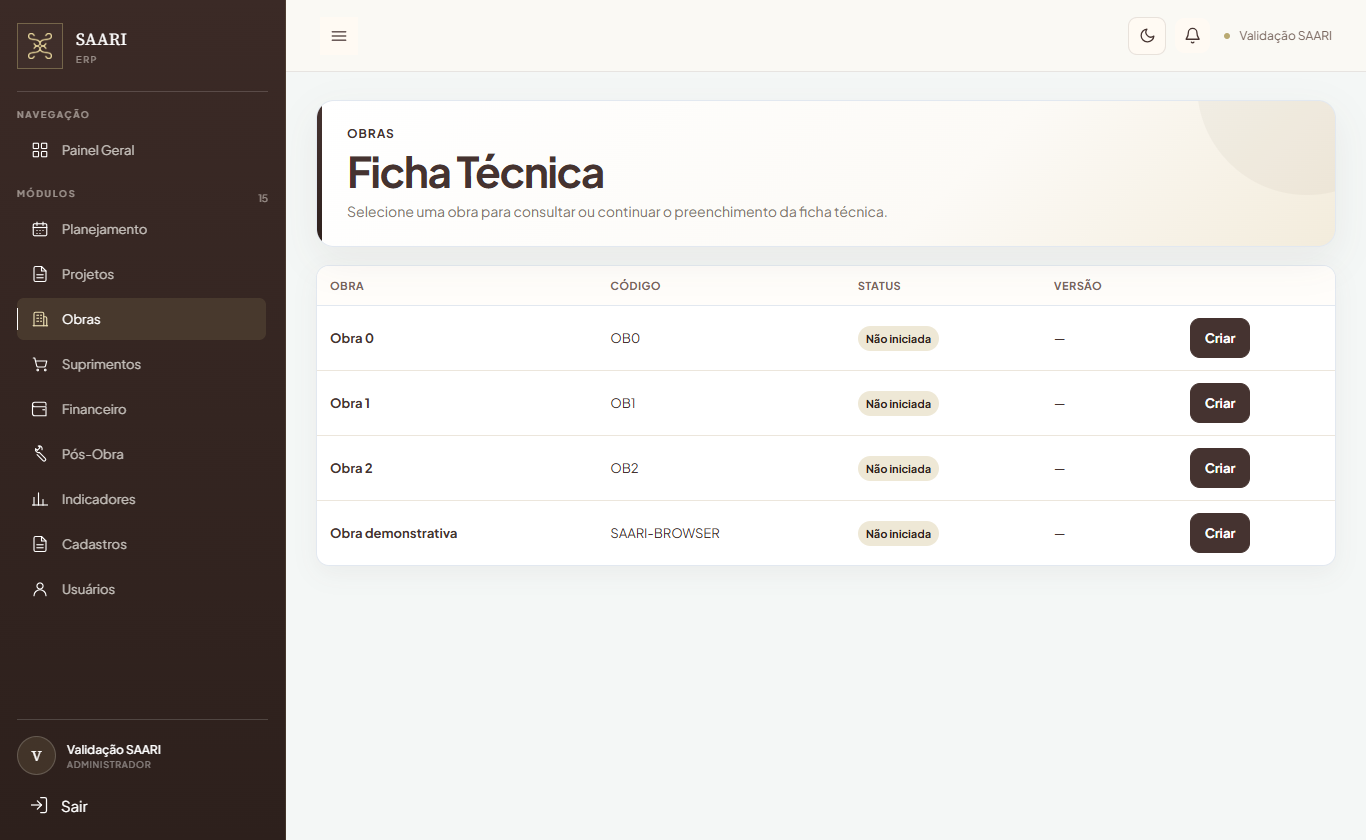 SAARI
ERP
NAVEGAÇÃO
Painel Geral
MÓDULOS 15
Planejamento
Projetos
Obras
Suprimentos
Financeiro
Pós-Obra
Indicadores
Cadastros
Usuários
V Validação SAARI
ADMINISTRADOR
Sair
Validação SAARI
OBRAS
Ficha Técnica
Selecione uma obra para consultar ou continuar o preenchimento da ficha técnica.
OBRA CÓDIGO STATUS VERSÃO
Obra 0 OB0 Não iniciada — Criar
Obra 1 OB1 Não iniciada — Criar
Obra 2 OB2 Não iniciada — Criar
Obra demonstrativa SAARI-BROWSER Não iniciada — Criar